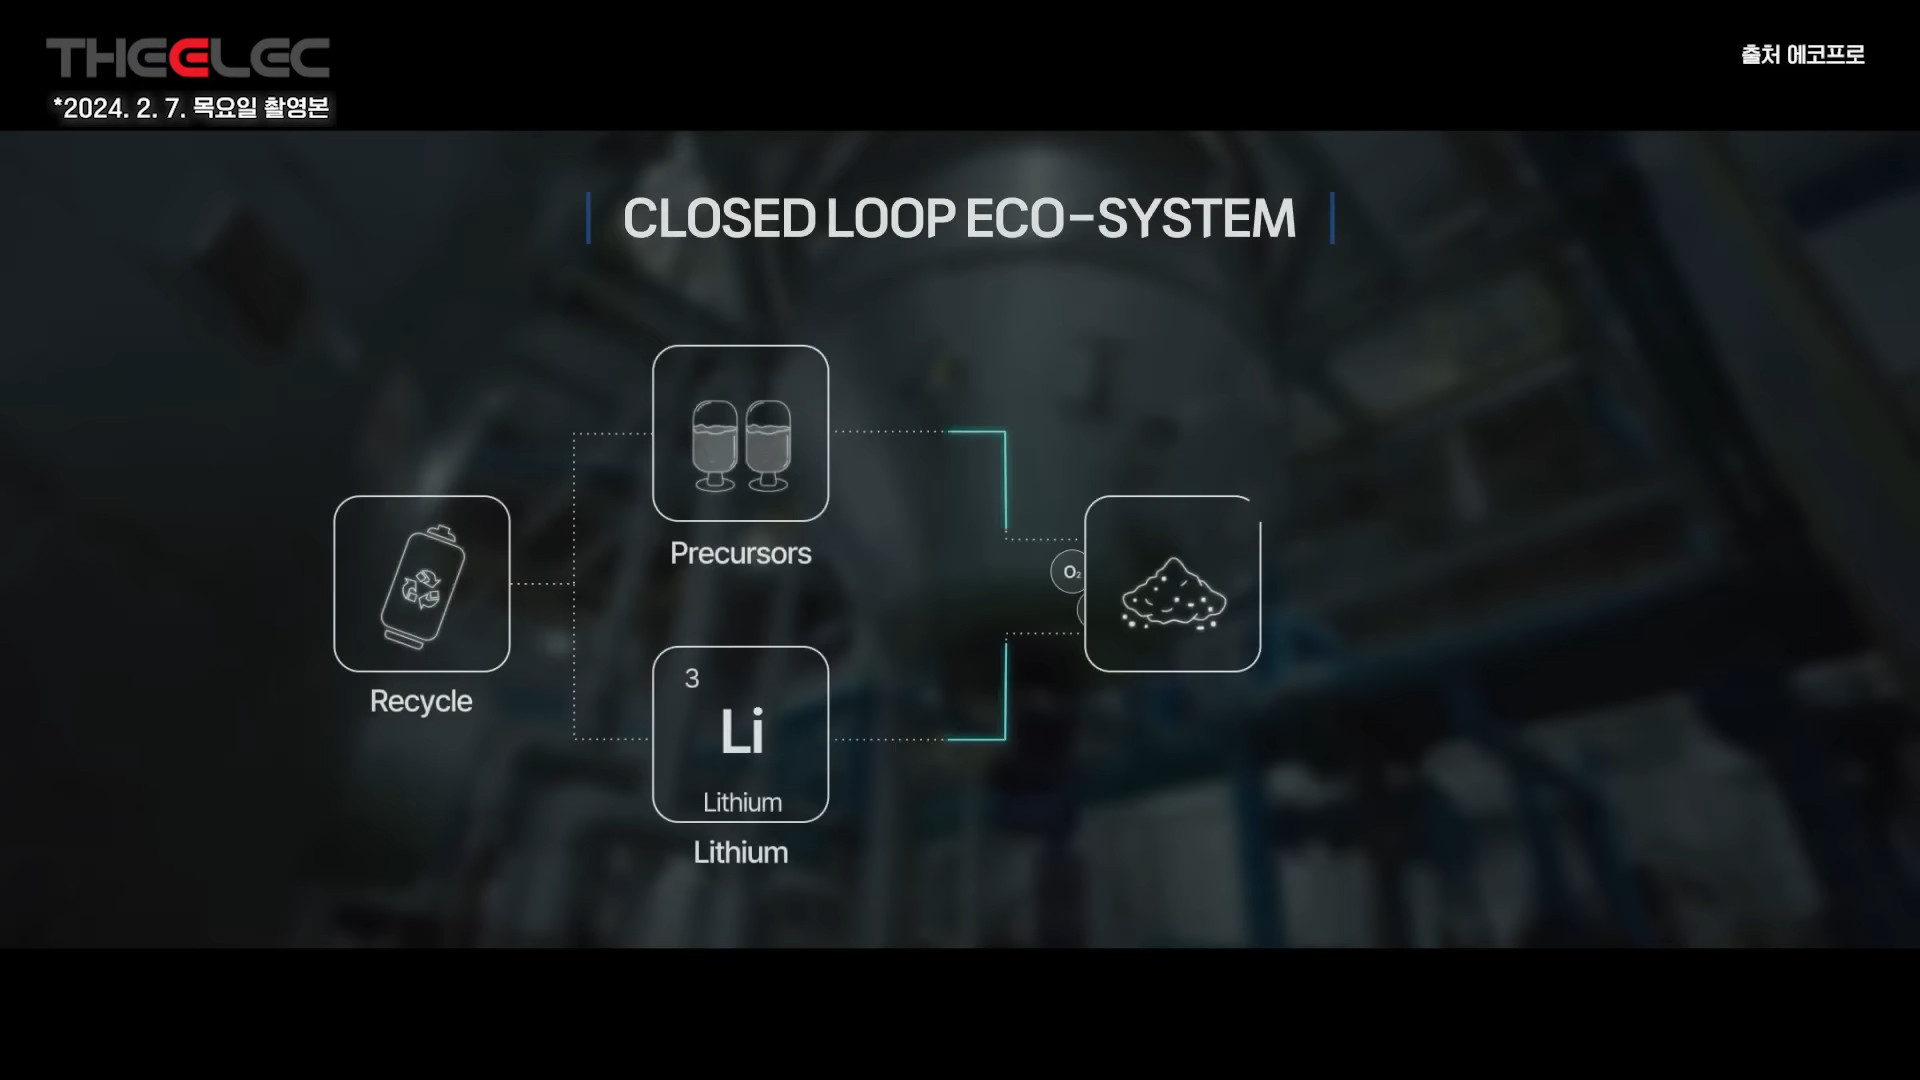 THEELEC
*2024. 2. 7. 목요일 촬영본
출처 에코프로
CLOSED LOOP ECO-SYSTEM
Precursors
O₂
Recycle
3
Li
Lithium
Lithium